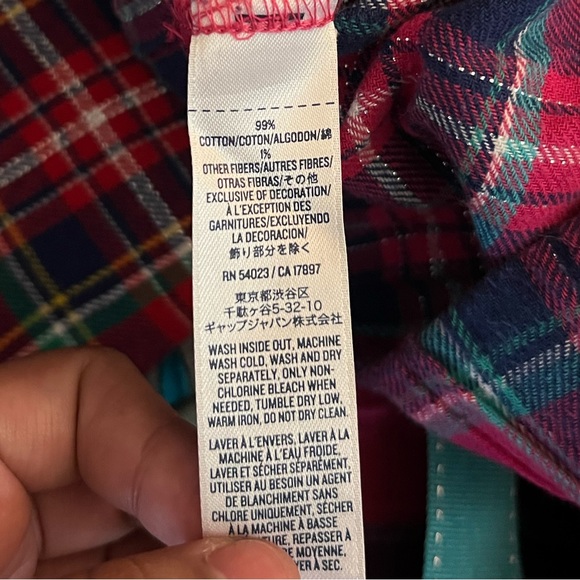 99%
COTTON/COTON/ALGODON/綿
1%
OTHER FIBERS/AUTRES FIBRES/
OTRAS FIBRAS/その他
EXCLUSIVE OF DECORATION/
À L'EXCEPTION DES
GARNITURES/EXCLUYENDO
LA DECORACION/
飾り部分を除く
RN 54023 / CA 17897
東京都渋谷区
千駄ヶ谷5-32-10
ギャップジャパン株式会社
WASH INSIDE OUT, MACHINE
WASH COLD, WASH AND DRY
SEPARATELY, ONLY NON-
CHLORINE BLEACH WHEN
NEEDED, TUMBLE DRY LOW,
WARM IRON, DO NOT DRY CLEAN.
LAVER À L'ENVERS, LAVER À LA
MACHINE À L'EAU FROIDE,
LAVER ET SÉCHER SÉPARÉMENT,
UTILISER AU BESOIN UN AGENT
DE BLANCHIMENT SANS
CHLORE UNIQUEMENT, SÉCHER
À LA MACHINE À BASSE
REPASSER À
MOYENNE,
À SEC.